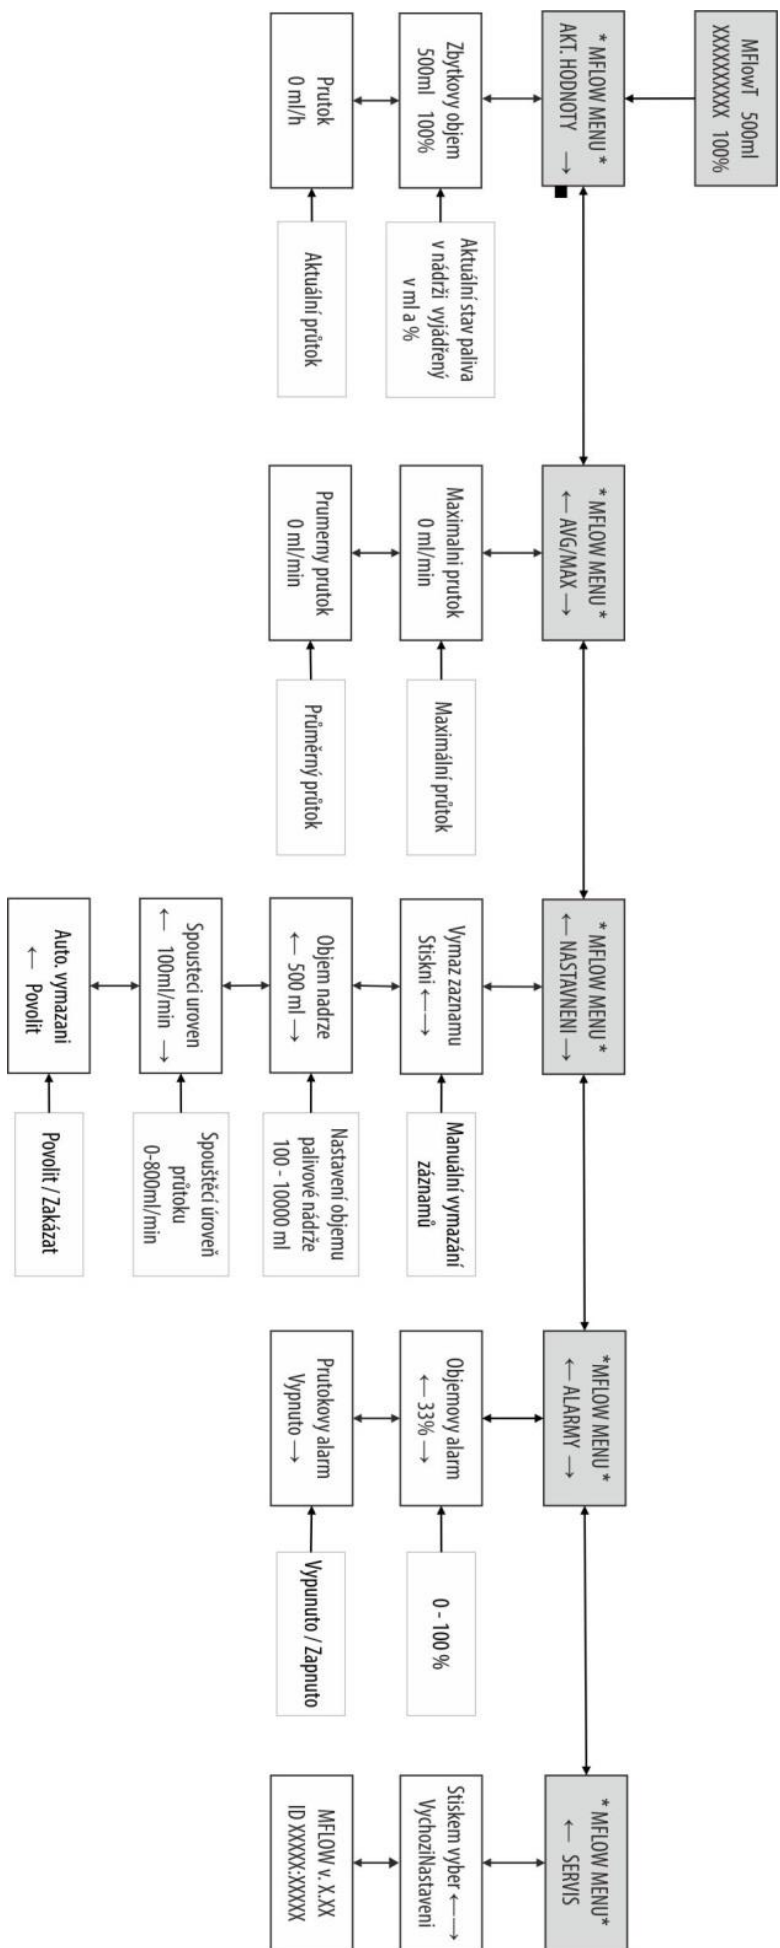 MFlowT 500ml
XXXXXXXXXX 100%
* MFLOW MENU *
AKT. HODNOTY →
Zbytkovy objem
500ml 100%
Aktuální stav paliva
v nádrži vyjádřený
v ml a %
Prutok
0 ml/h
Aktuální průtok
* MFLOW MENU *
← AVG/MAX →
Maximalni prutok
0 ml/min
Maximální průtok
Prumerny prutok
0 ml/min
Průměrný průtok
* MFLOW MENU *
← NASTAVNENI →
Vymaz zaznamu
Stiskni ←→
Manuální vymazání
záznamů
Objem nadrze
← 500 ml →
Nastavení objemu
palivové nádrže
100 - 10000 ml
Spousteci uroven
← 100ml/min →
Spouštěcí úroveň
průtoku
0-800ml/min
Auto. vymazani
← Povolit
Povolit / Zakázat
*MFLOW MENU *
← ALARMY →
Objemovy alarm
← 33% →
0 - 100 %
Prutokovy alarm
Vypnuto →
Vypunuto / Zapnuto
* MFLOW MENU*
← SERVIS
Stiskem vyber ←→
VychoziNastaveni
MFLOW v. X.XX
ID XXXXX:XXXXX